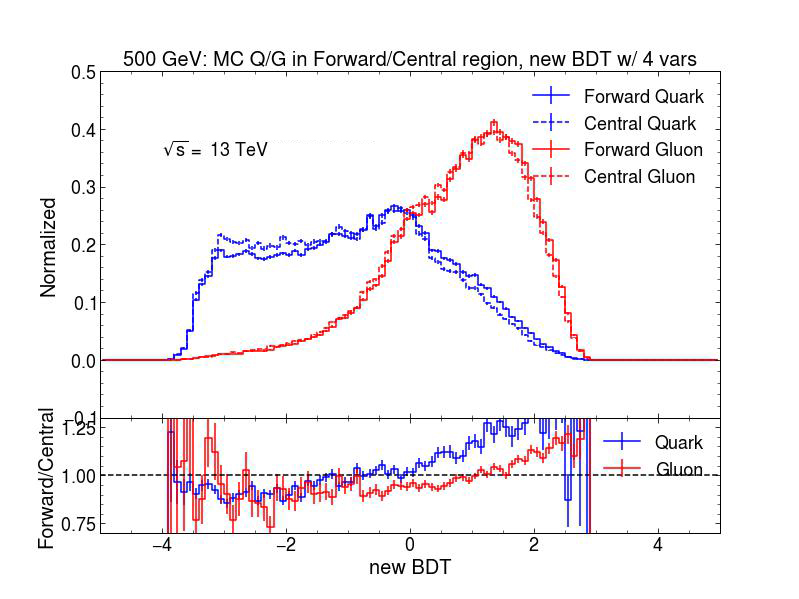 500 GeV: MC Q/G in Forward/Central region, new BDT w/ 4 vars
0.5
Forward Quark
Central Quark
Forward Gluon
Central Gluon
√s = 13 TeV
0.4
0.3
0.2
0.1
0.0
−0.1
Normalized
1.25
1.00
0.75
Forward/Central
Quark
Gluon
−4
−2
0
2
4
new BDT